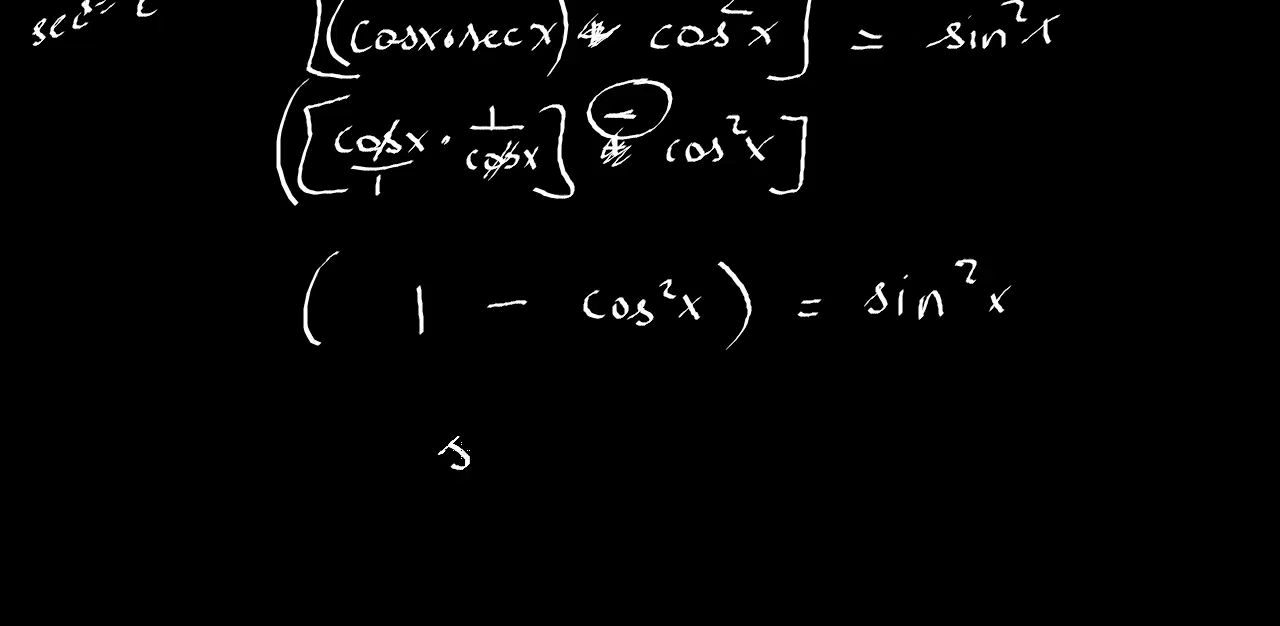 [(cosx·secx) - cos²x] = sin²x
([cosx/1 · 1/cosx] - cos²x]
( 1 - cos²x ) = sin²x
s